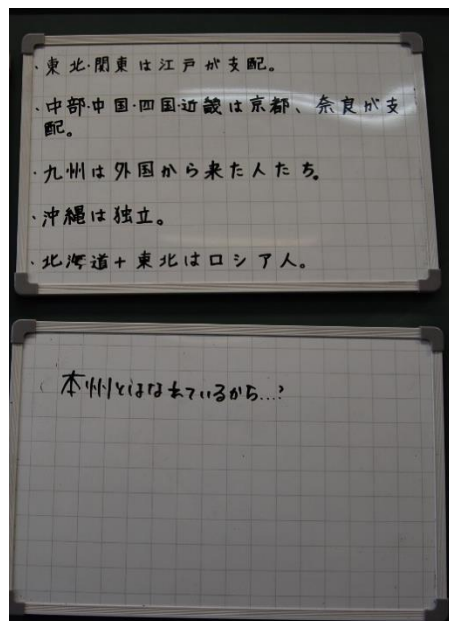 ・東北・関東は江戸が支配。
・中部・中国・四国・近畿は京都、奈良が支
配。
・九州は外国から来た人たち。
・沖縄は独立。
・北海道+東北はロシア人。
本州とはなれているから…?